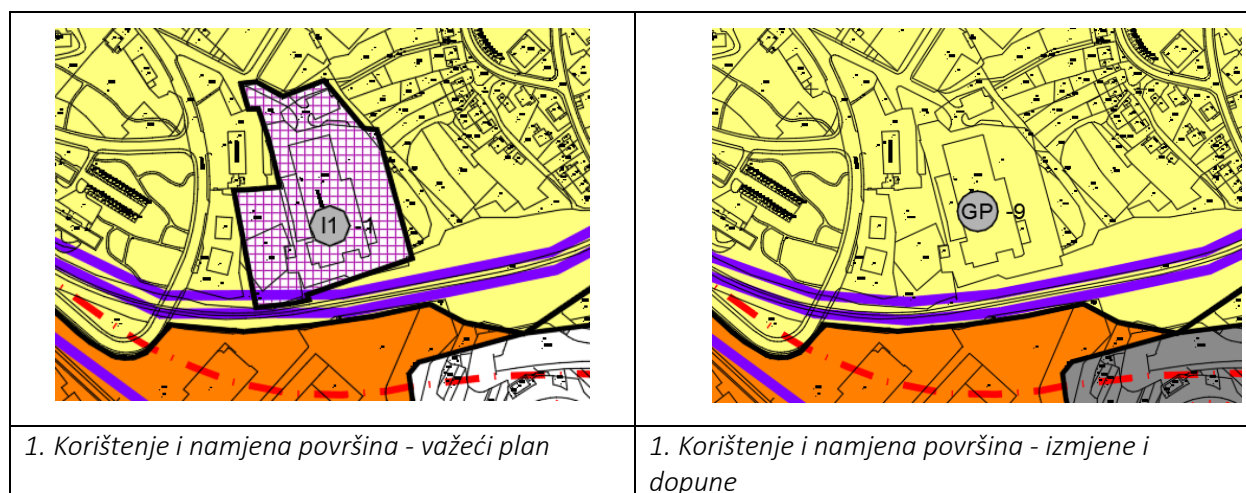 I1 -1
GP -9
1. Korištenje i namjena površina - važeći plan
1. Korištenje i namjena površina - izmjene i
dopune